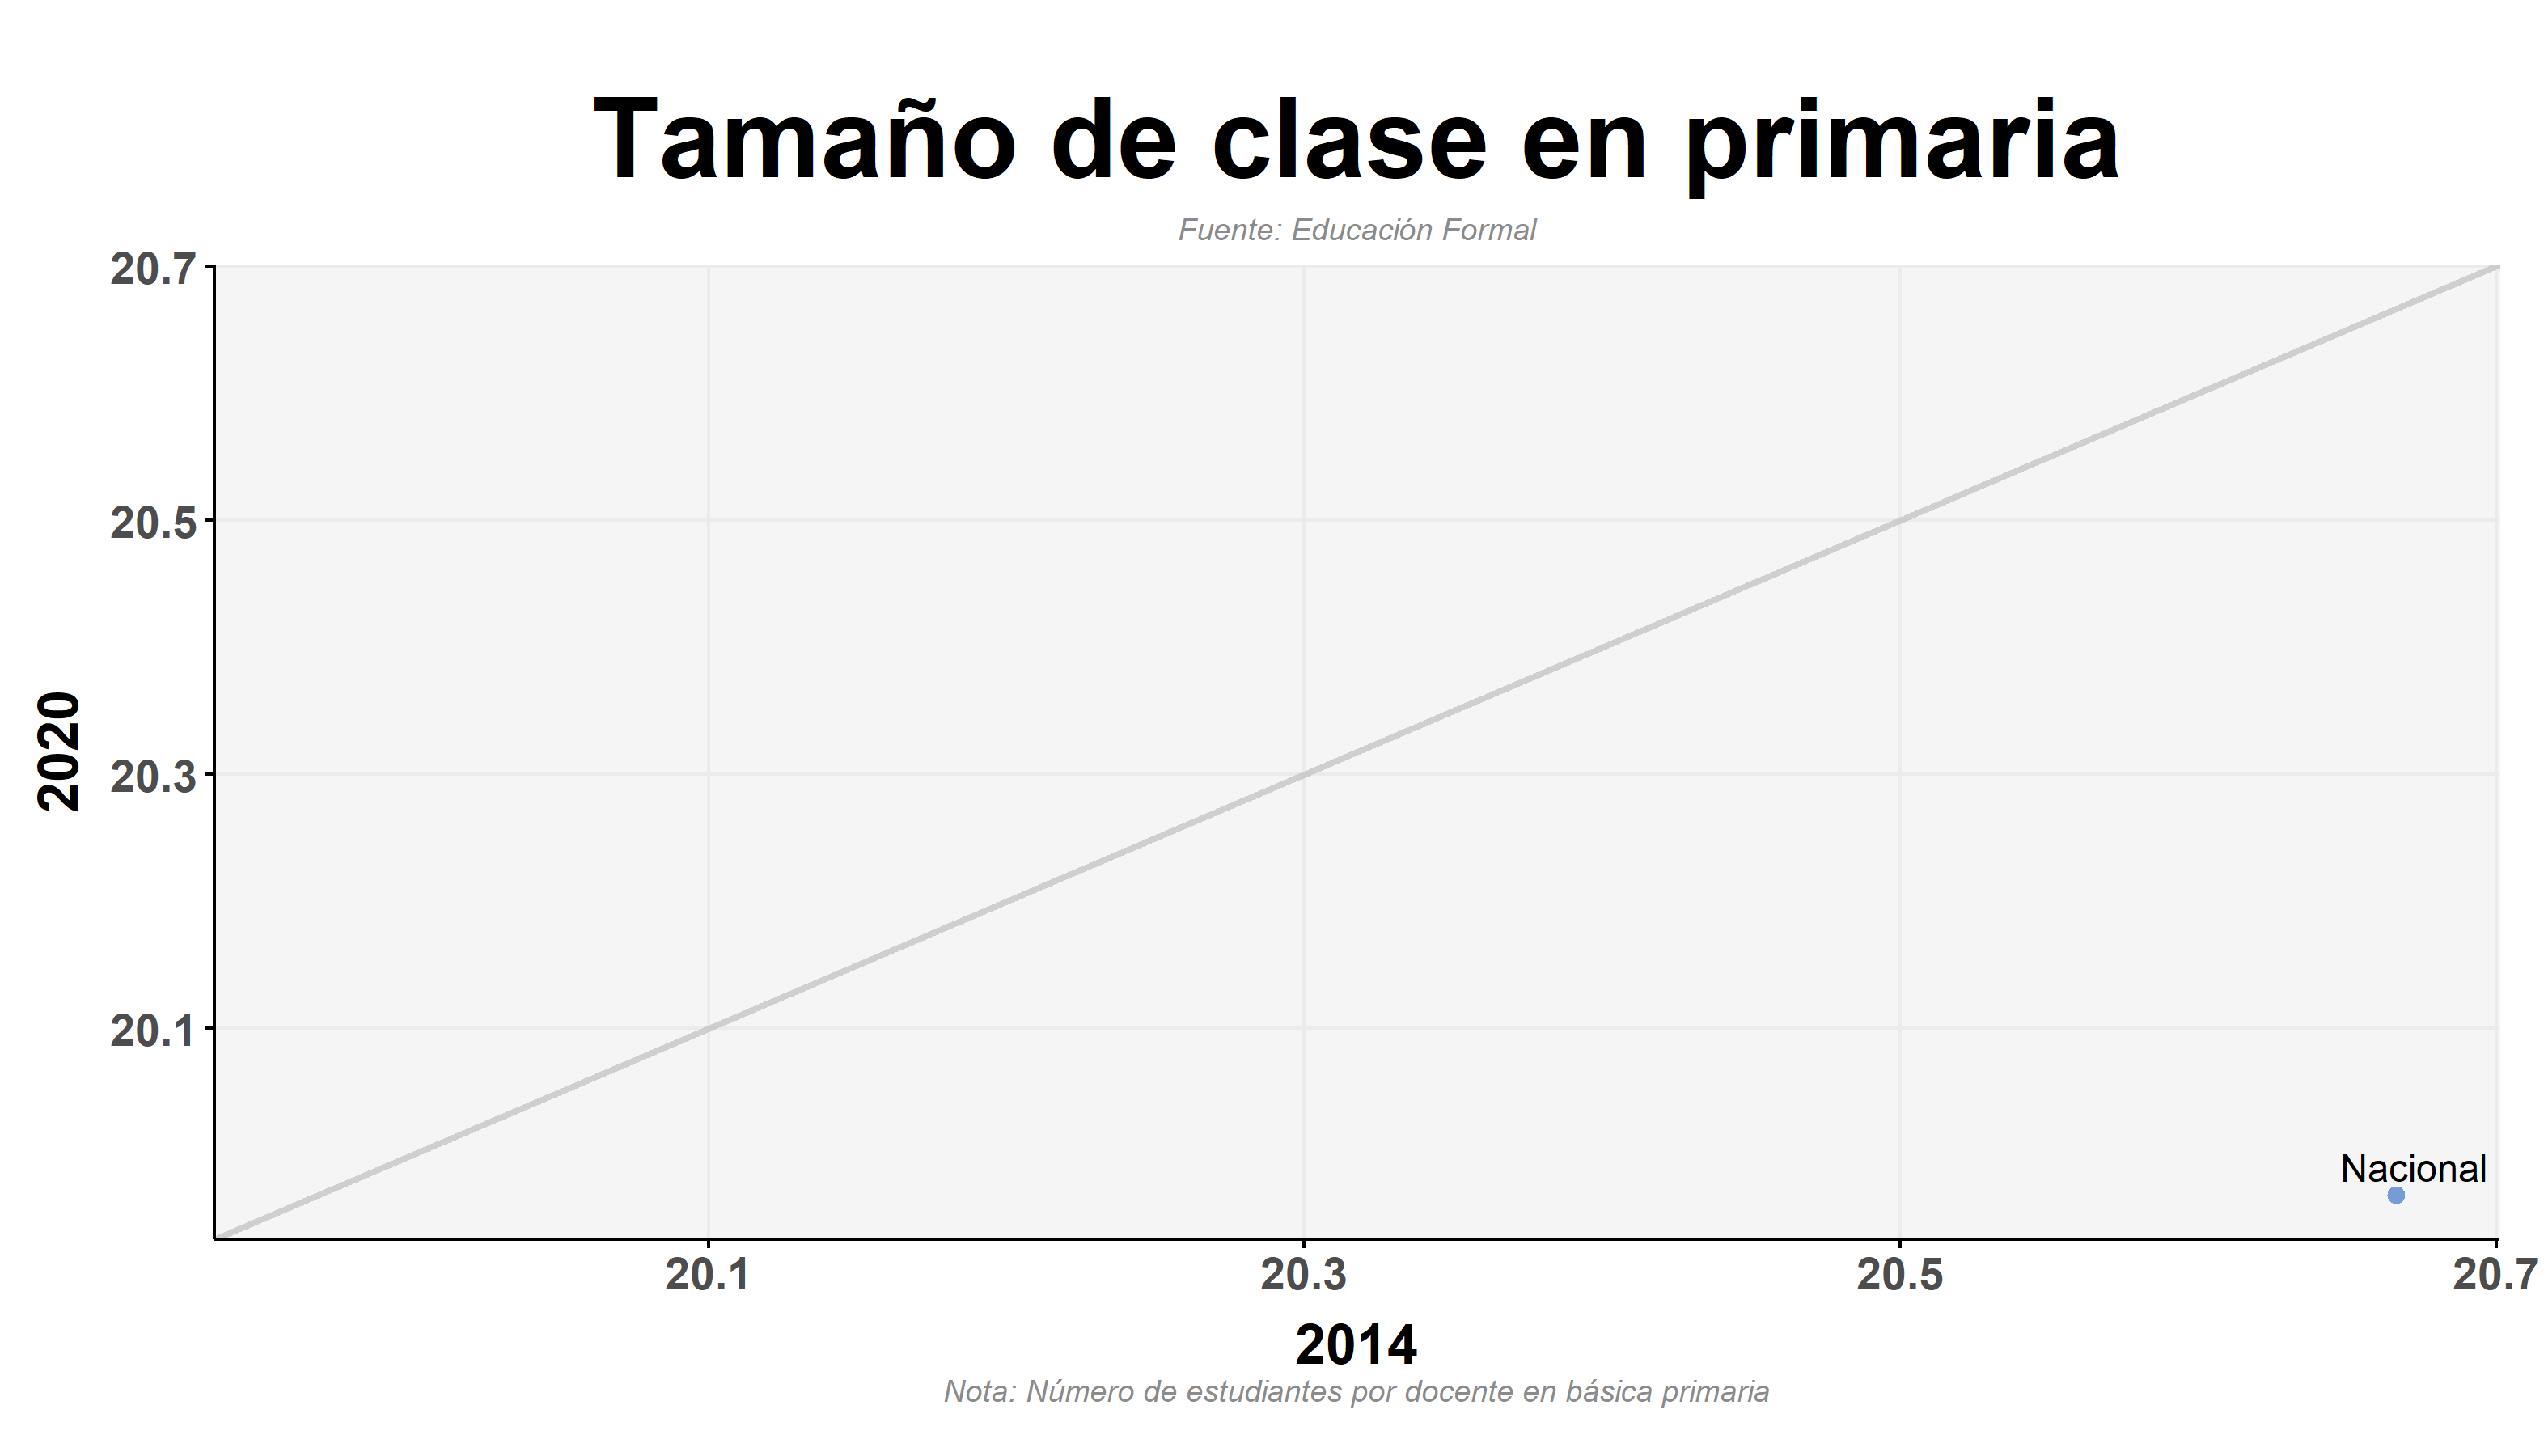 Tamaño de clase en primaria
Fuente: Educación Formal
20.7
20.5
20.3
20.1
2020
Nacional
20.1 20.3 20.5 20.7
2014
Nota: Número de estudiantes por docente en básica primaria